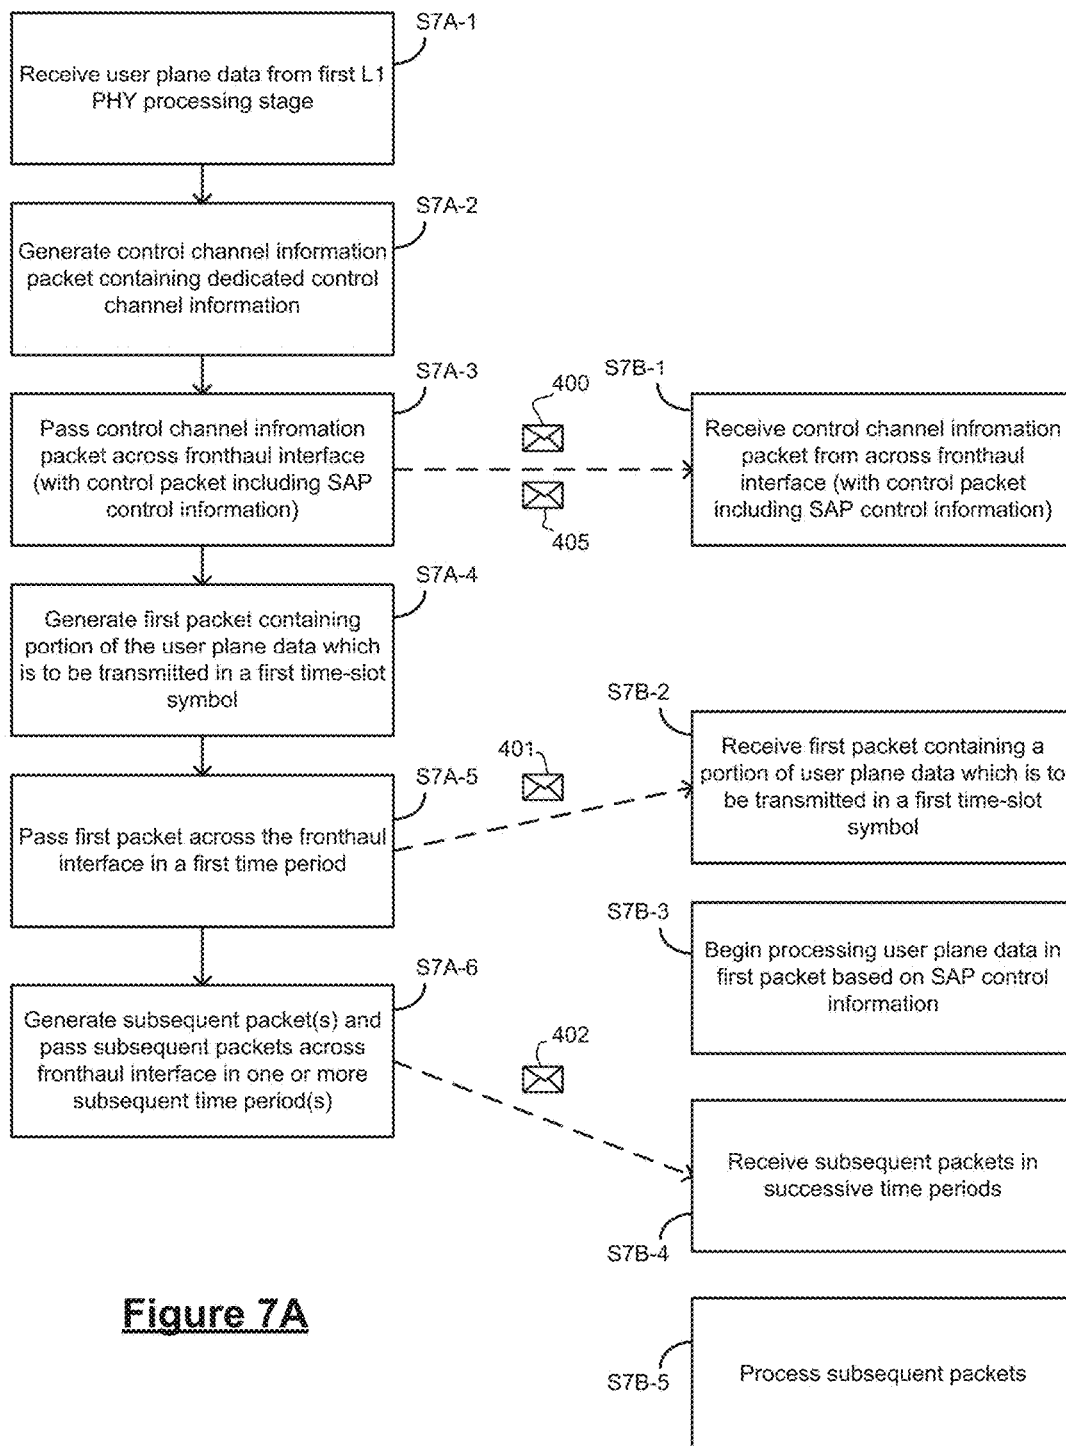 S7A-1
Receive user plane data from first L1
PHY processing stage
S7A-2
Generate control channel information
packet containing dedicated control
channel information
S7A-3
Pass control channel infromation
packet across fronthaul interface
(with control packet including SAP
control information)
400
405
S7B-1
Receive control channel infromation
packet from across fronthaul
interface (with control packet
including SAP control information)
S7A-4
Generate first packet containing
portion of the user plane data which
is to be transmitted in a first time-slot
symbol
S7B-2
Receive first packet containing a
portion of user plane data which is to
be transmitted in a first time-slot
symbol
S7A-5
Pass first packet across the fronthaul
interface in a first time period
401
S7B-3
Begin processing user plane data in
first packet based on SAP control
information
S7A-6
Generate subsequent packet(s) and
pass subsequent packets across
fronthaul interface in one or more
subsequent time period(s)
402
Receive subsequent packets in
successive time periods
S7B-4
Figure 7A
S7B-5
Process subsequent packets